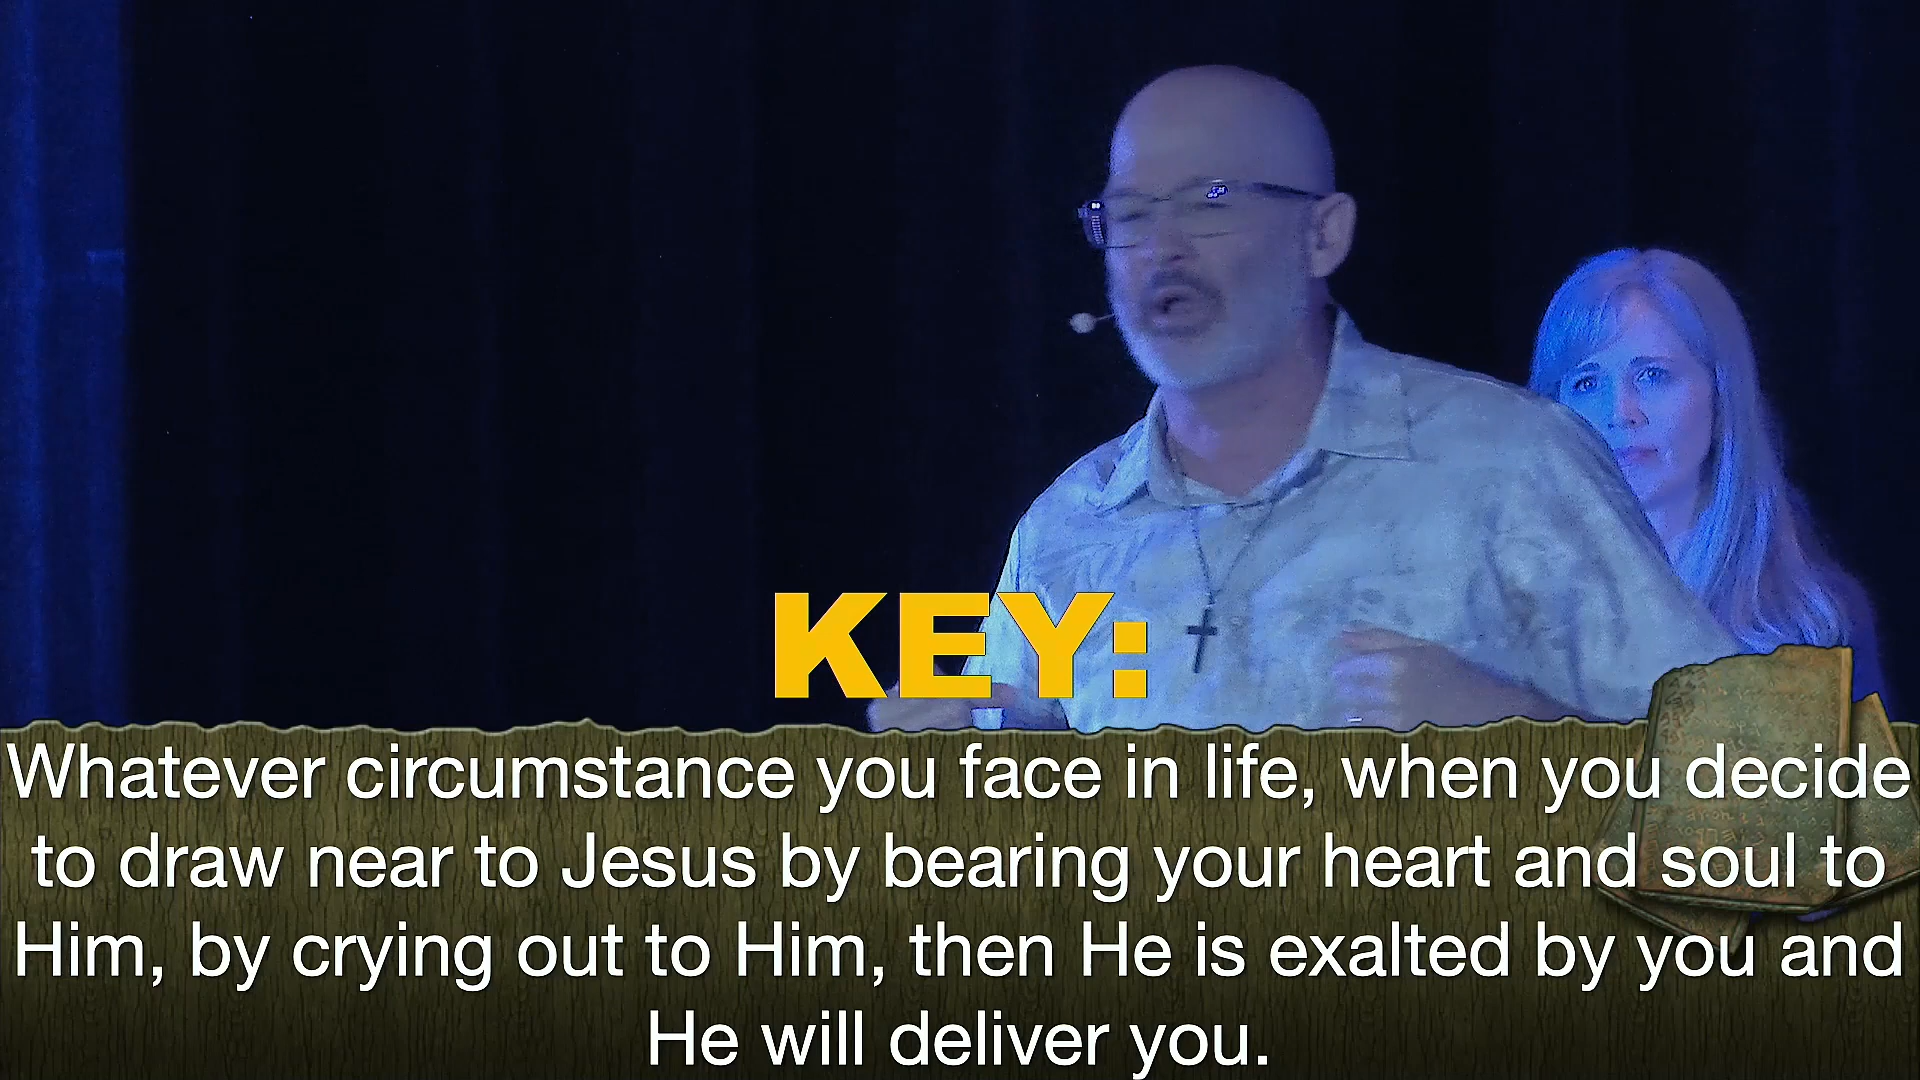 KEY:
Whatever circumstance you face in life, when you decide
to draw near to Jesus by bearing your heart and soul to
Him, by crying out to Him, then He is exalted by you and
He will deliver you.